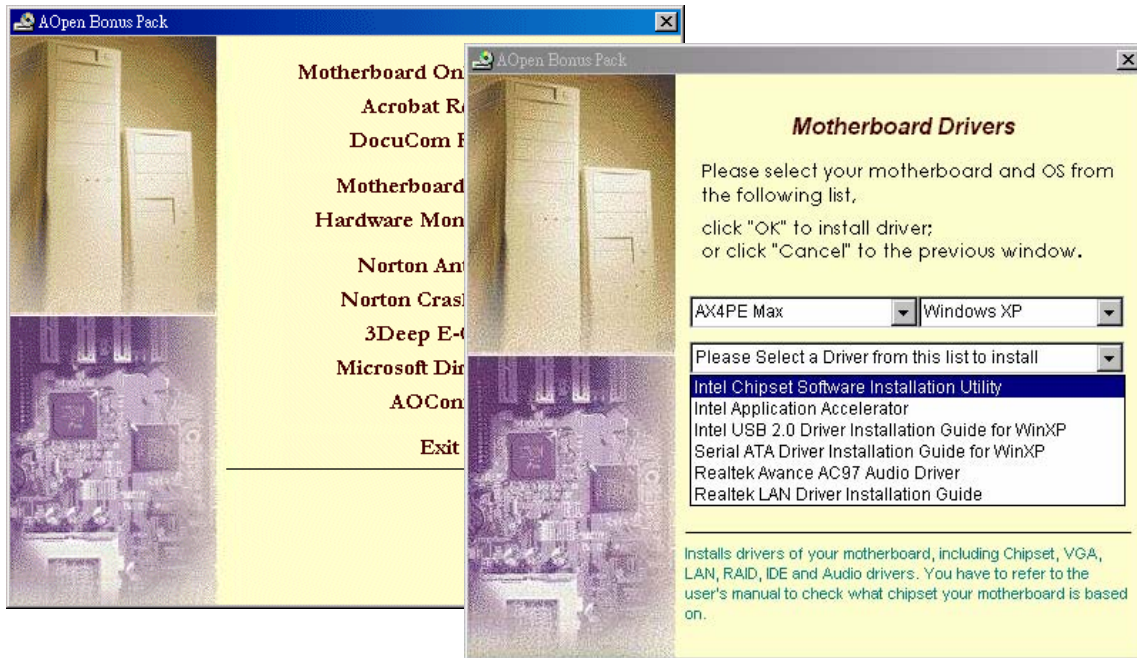 AOpen Bonus Pack
Motherboard
Acrobat
DocuCom
Motherboard
Hardware
Norton
Norton
3Deep
Microsoft
Exit
AOpen Bonus Pack
Motherboard Drivers
Please select your motherboard and OS from
the following list,
click "OK" to install driver;
or click "Cancel" to the previous window.
AX4PE Max
Windows XP
Please Select a Driver from this list to install
Intel Chipset Software Installation Utility
Intel Application Accelerator
Intel USB 2.0 Driver Installation Guide for WinXP
Serial ATA Driver Installation Guide for WinXP
Realtek Avance AC97 Audio Driver
Realtek LAN Driver Installation Guide
Installs drivers of your motherboard, including Chipset, VGA,
LAN, RAID, IDE and Audio drivers. You have to refer to the
user's manual to check what chipset your motherboard is based
on.